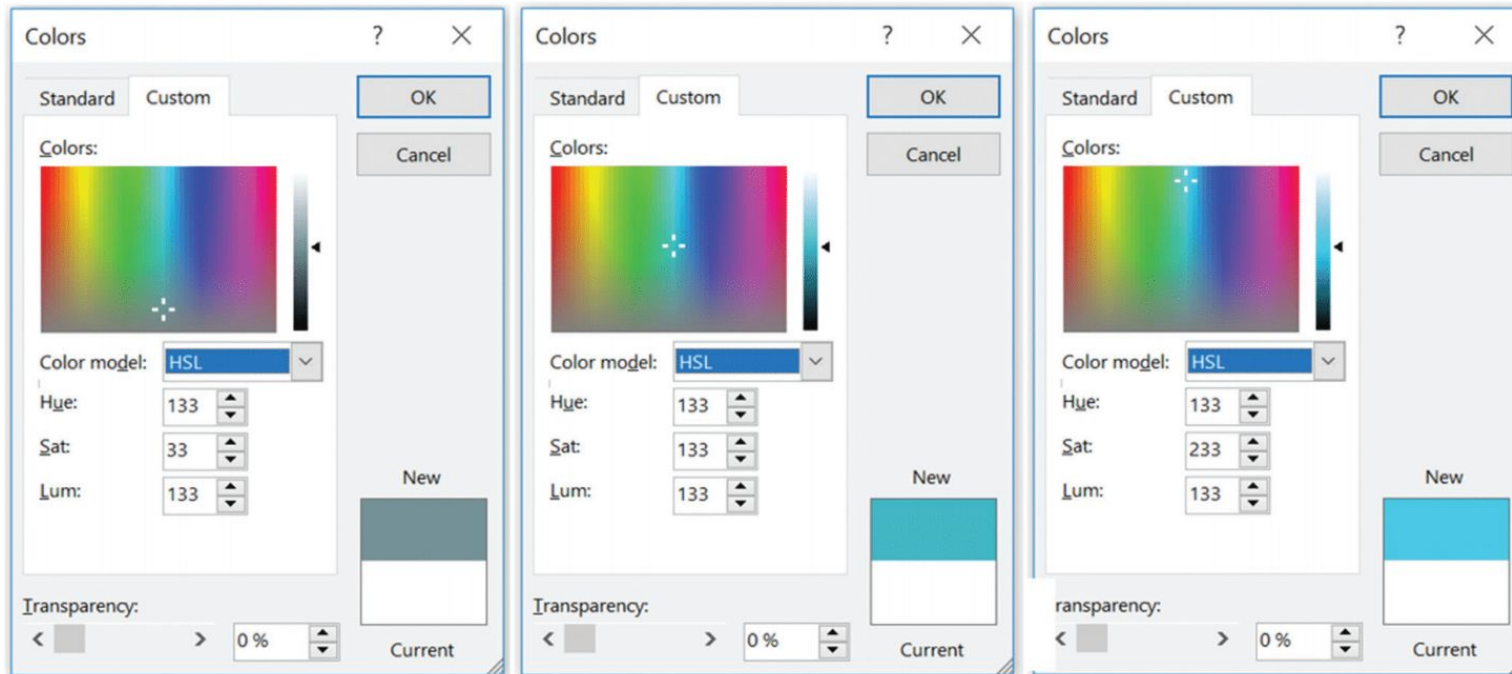 Colors ?
Standard Custom OK
Colors: Cancel
Color model: HSL
Hue: 133
Sat: 33
Lum: 133
New
Transparency:
0 %
Current
Colors ?
Standard Custom OK
Colors: Cancel
Color model: HSL
Hue: 133
Sat: 133
Lum: 133
New
Transparency:
0 %
Current
Colors ?
Standard Custom OK
Colors: Cancel
Color model: HSL
Hue: 133
Sat: 233
Lum: 133
New
ransparency:
0 %
Current